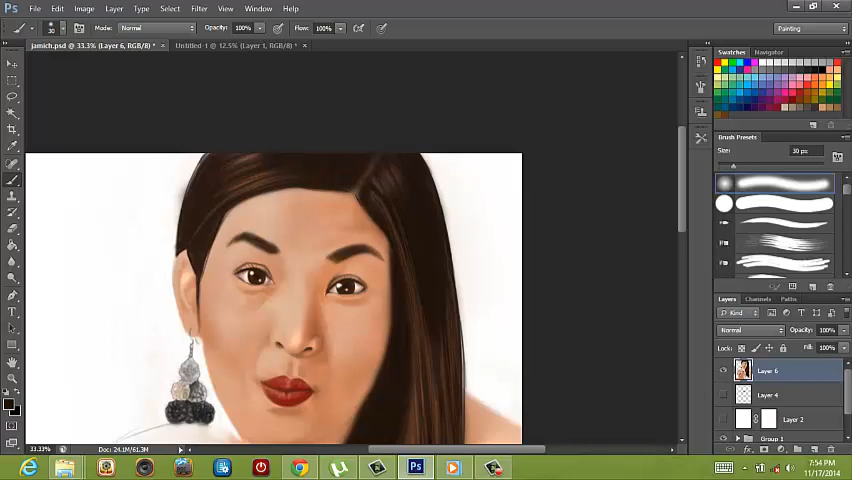 Ps File Edit Image Layer Type Select Filter View Window Help
30 Mode: Normal Opacity: 100% Flow: 100% Painting
jamich.psd @ 33.3% (Layer 6, RGB/8) * × Untitled-1 @ 12.5% (Layer 1, RGB/8) * ×
Swatches Navigator
Brush Presets
Size: 30 px
Layers Channels Paths
Kind
Normal Opacity: 100%
Lock: Fill: 100%
Layer 6
Layer 4
Layer 2
Group 1
fx
33.33% Doc: 24.1M/61.3M
Ps 7:54 PM
11/17/2014